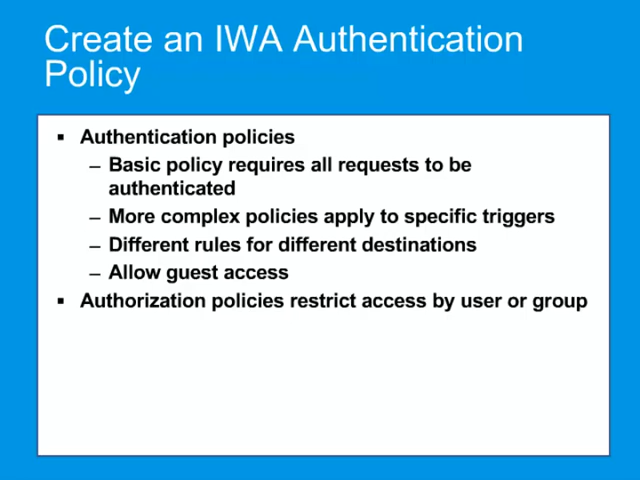 Create an IWA Authentication
Policy
▪ Authentication policies
– Basic policy requires all requests to be
authenticated
– More complex policies apply to specific triggers
– Different rules for different destinations
– Allow guest access
▪ Authorization policies restrict access by user or group